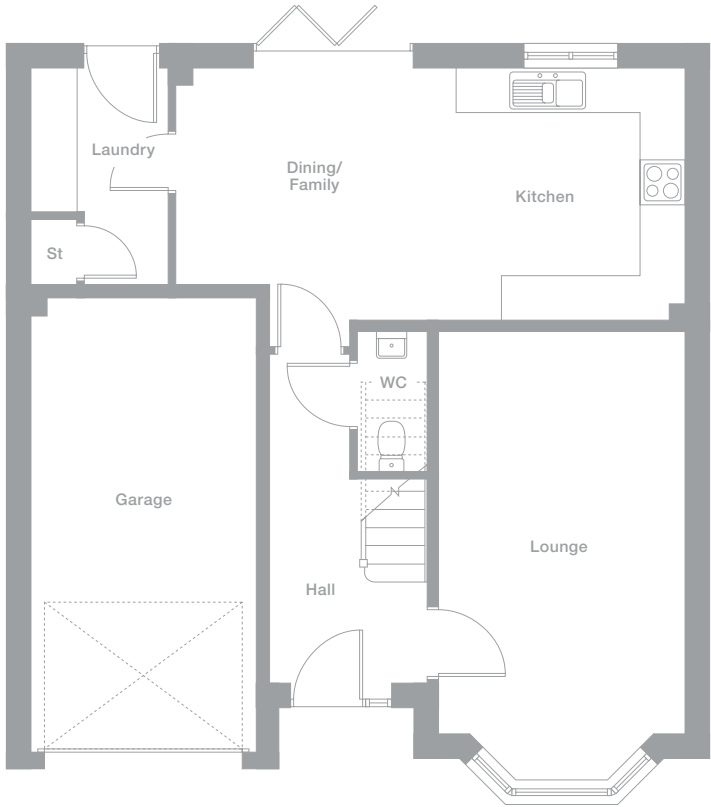 Laundry
Dining/
Family
Kitchen
St
WC
Garage
Lounge
Hall